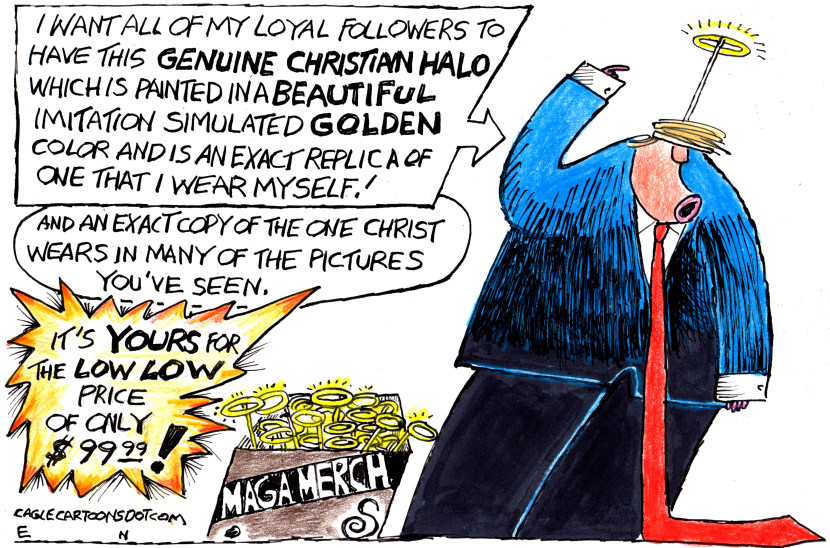 I WANT ALL OF MY LOYAL FOLLOWERS TO
HAVE THIS GENUINE CHRISTIAN HALO
WHICH IS PAINTED IN A BEAUTIFUL
IMITATION SIMULATED GOLDEN
COLOR AND IS AN EXACT REPLICA OF
ONE THAT I WEAR MYSELF!
AND AN EXACT COPY OF THE ONE CHRIST
WEARS IN MANY OF THE PICTURES
YOU'VE SEEN.
IT'S YOURS FOR
THE LOW LOW
PRICE
OF ONLY
$99.99!
MAGA MERCH
S
CAGLECARTOONSDOTCOM
E N